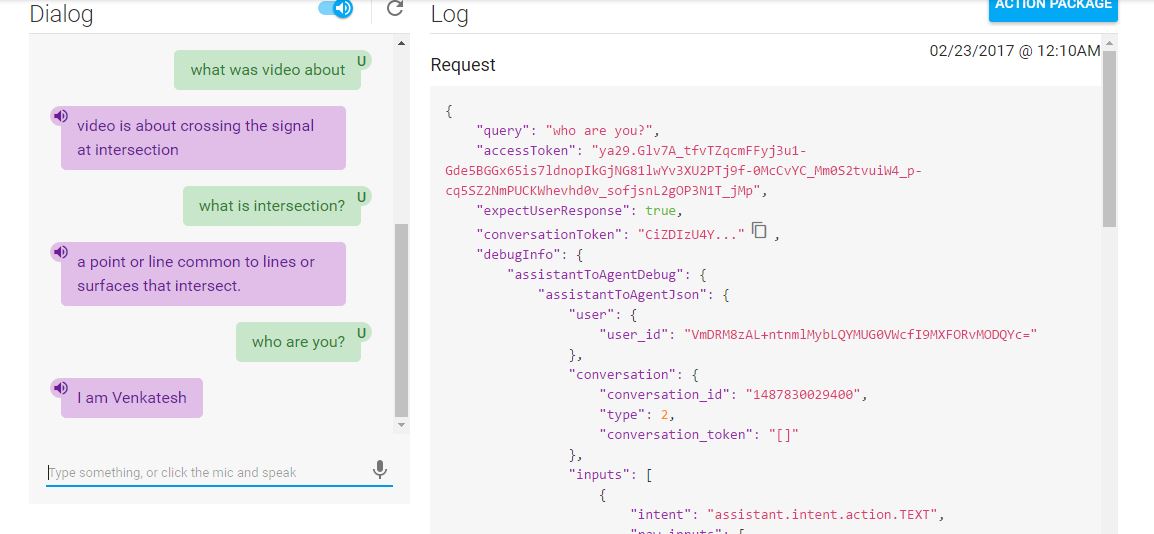 Dialog
what was video about
U
video is about crossing the signal
at intersection
what is intersection?
U
a point or line common to lines or
surfaces that intersect.
who are you?
U
I am Venkatesh
Type something, or click the mic and speak
Log
ACTION PACKAGE
02/23/2017 @ 12:10AM
Request
{
"query": "who are you?",
"accessToken": "ya29.Glv7A_tfvTZqcmFFyj3u1-
Gde5BGGx65is7ldnopIkGjNG81lwYv3XU2PTj9f-0McCvYC_Mm0S2tvuiW4_p-
cq5SZ2NmPUCKWhevhd0v_sofjsnL2gOP3N1T_jMp",
"expectUserResponse": true,
"conversationToken": "CiZDIzU4Y..." ,
"debugInfo": {
"assistantToAgentDebug": {
"assistantToAgentJson": {
"user": {
"user_id": "VmDRM8zAL+ntnmlMybLQYMUG0VWcfI9MXFORvMODQYc="
},
"conversation": {
"conversation_id": "1487830029400",
"type": 2,
"conversation_token": "[]"
},
"inputs": [
{
"intent": "assistant.intent.action.TEXT",